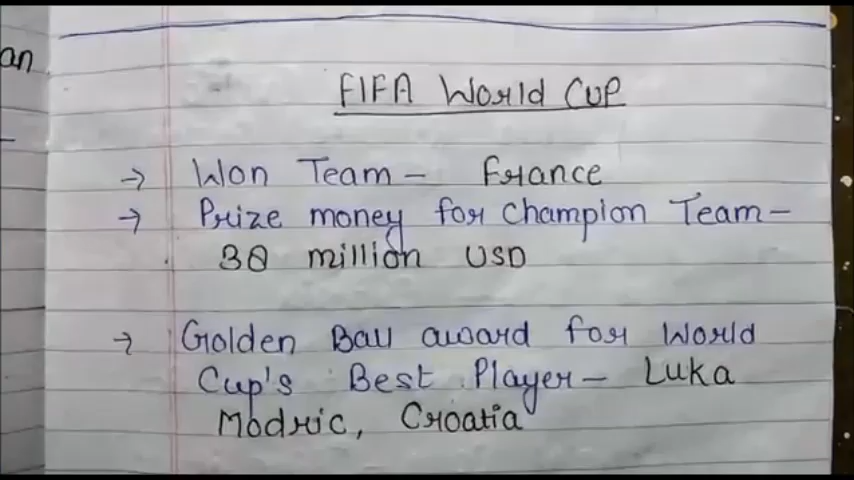 an
FIFA World Cup
→ Won Team - France
→ Prize money for Champion Team -
38 million USD
→ Golden Ball award for World
Cup's Best Player - Luka
Modric, Croatia